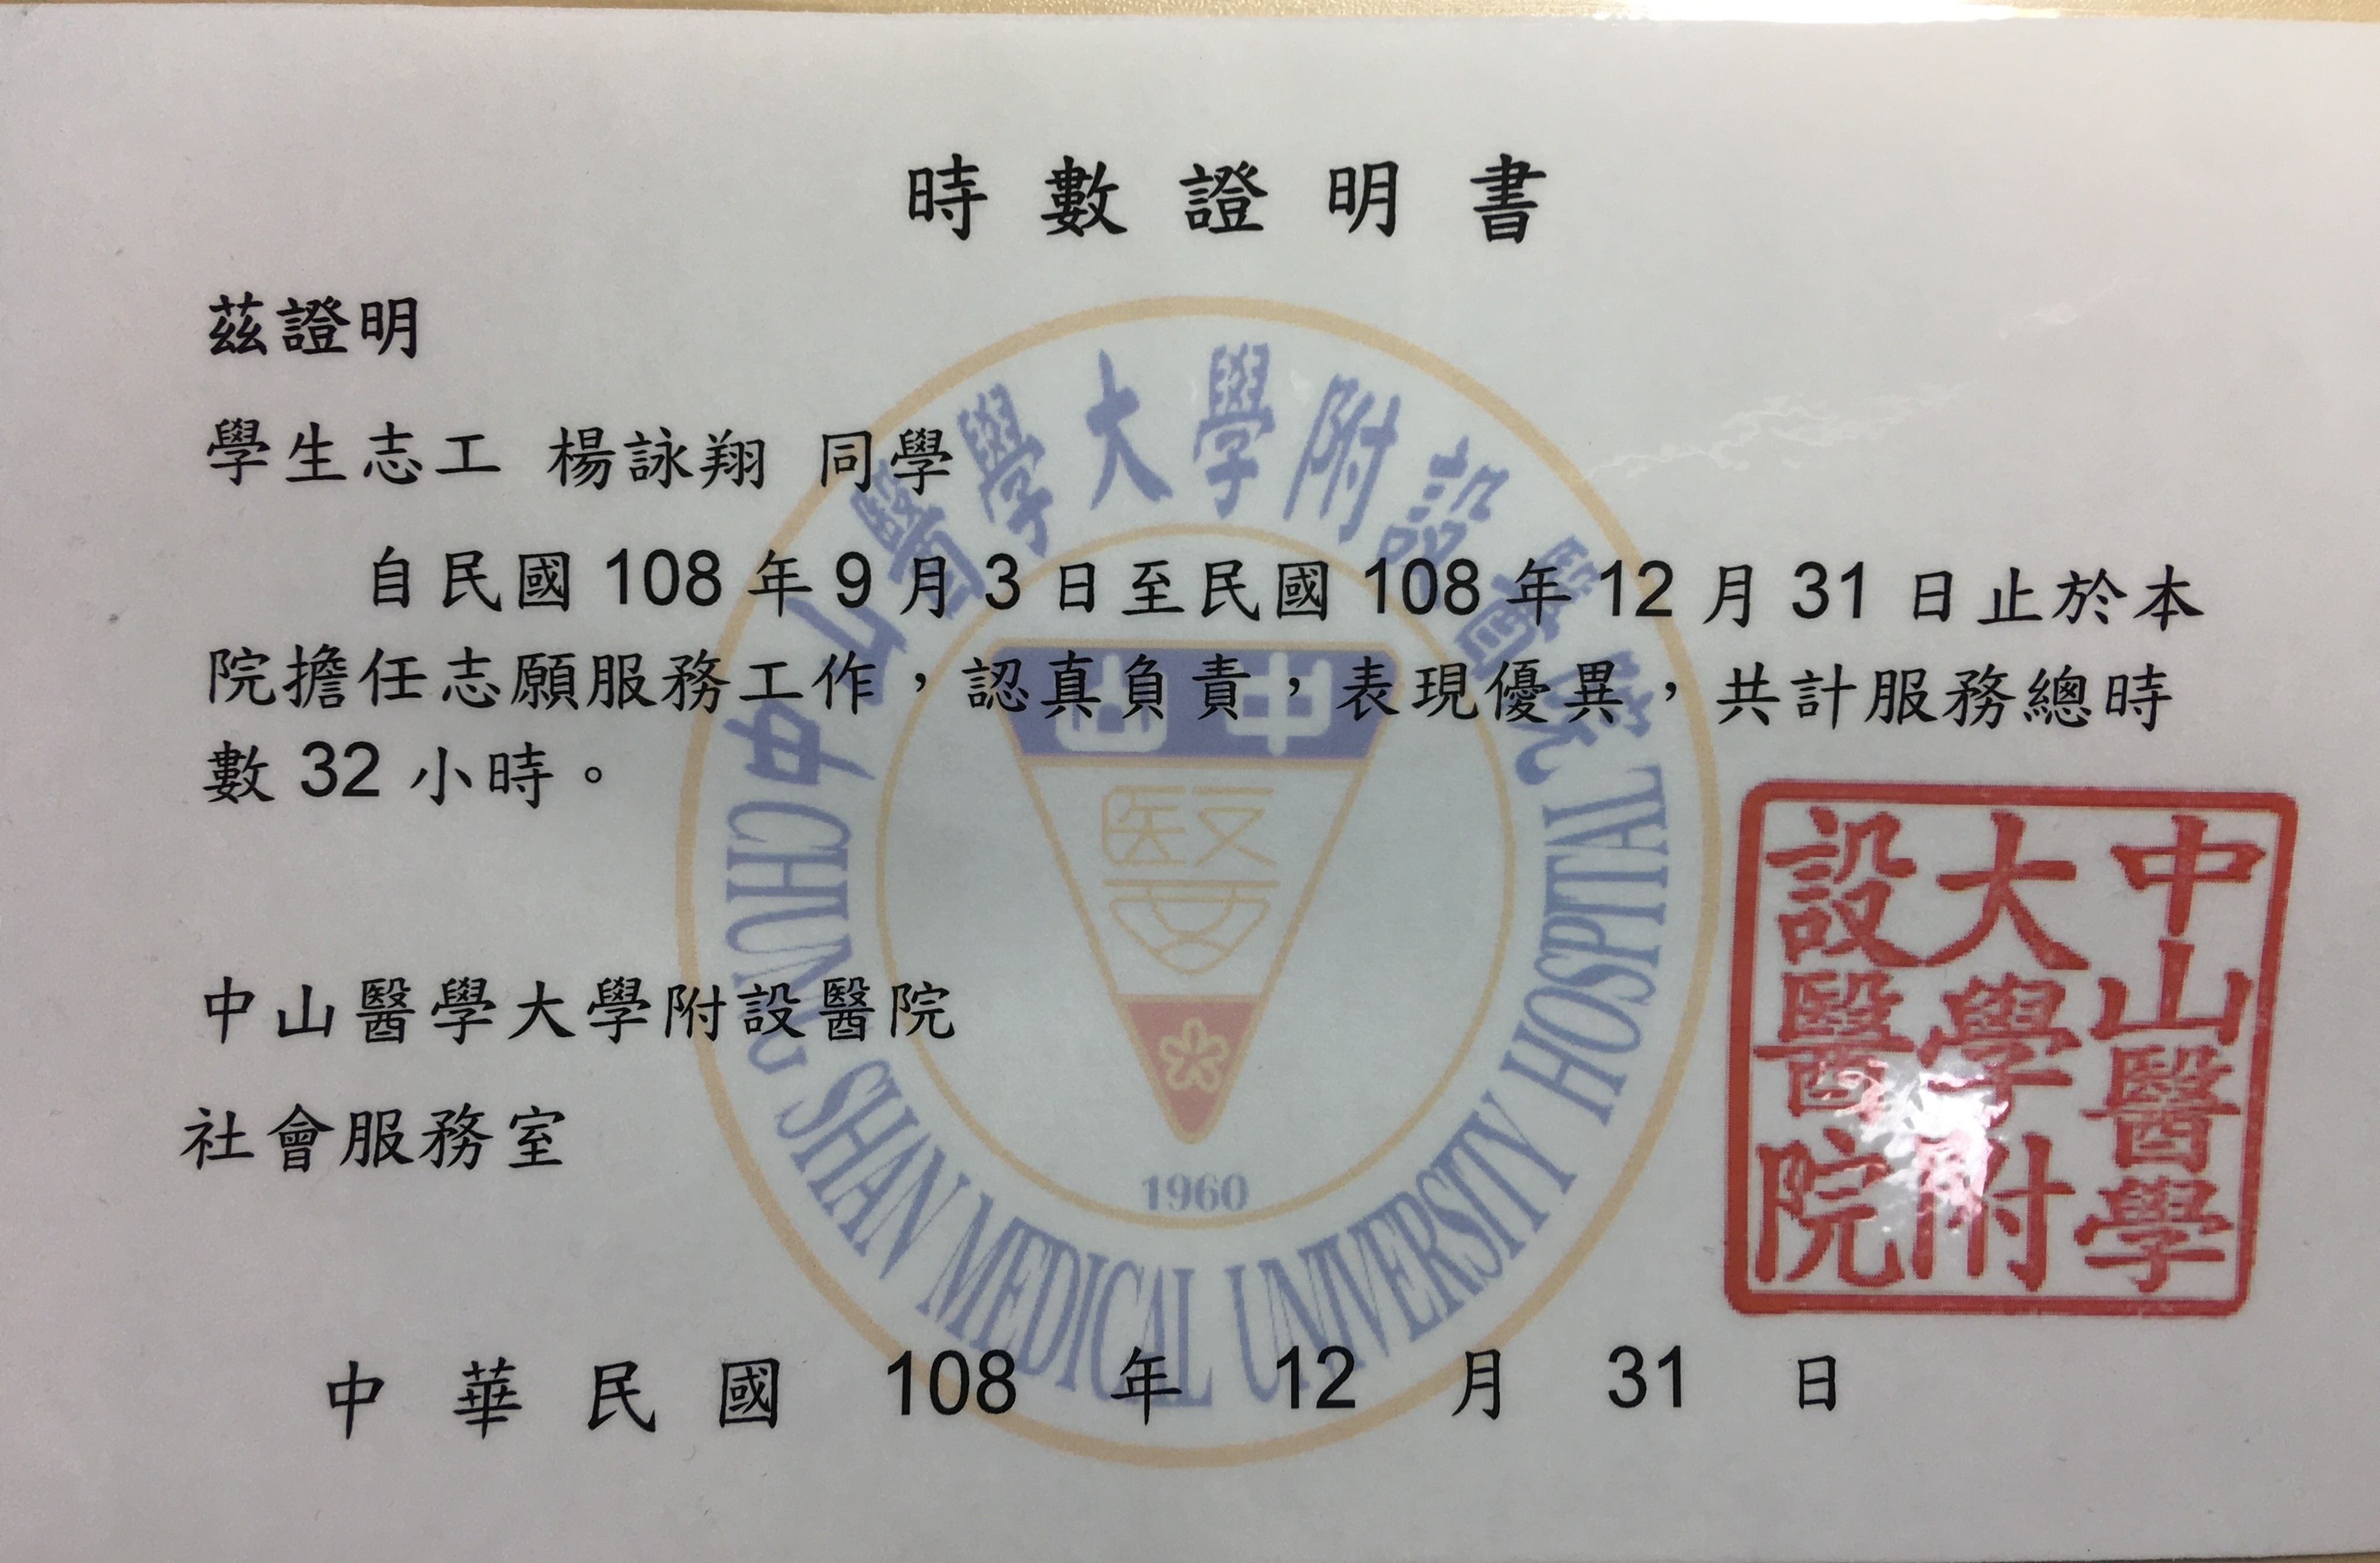 時數證明書
茲證明
學生志工 楊詠翔 同學
自民國 108 年 9 月 3 日至民國 108 年 12 月 31 日止於本
院擔任志願服務工作，認真負責，表現優異，共計服務總時
數 32 小時。
中山醫學大學附設醫院
社會服務室
中華民國 108 年 12 月 31 日
中山醫學大學附設醫院
中山
醫
1960
CHUNG SHAN MEDICAL UNIVERSITY HOSPITAL
中山醫學
大學附
設醫院